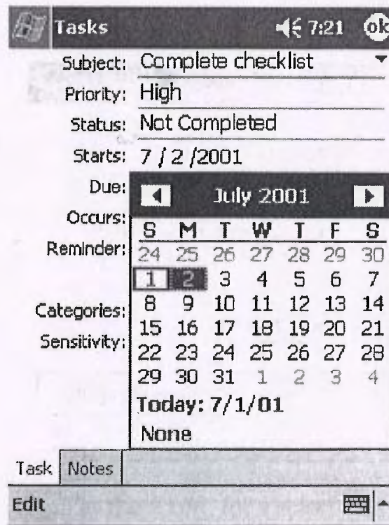 Tasks 7:21 ok
Subject: Complete checklist
Priority: High
Status: Not Completed
Starts: 7 / 2 /2001
Due:
July 2001
Occurs:
S M T W T F S
Reminder:
24 25 26 27 28 29 30
1 2 3 4 5 6 7
Categories:
8 9 10 11 12 13 14
15 16 17 18 19 20 21
Sensitivity:
22 23 24 25 26 27 28
29 30 31 1 2 3 4
Today: 7/1/01
None
Task Notes
Edit